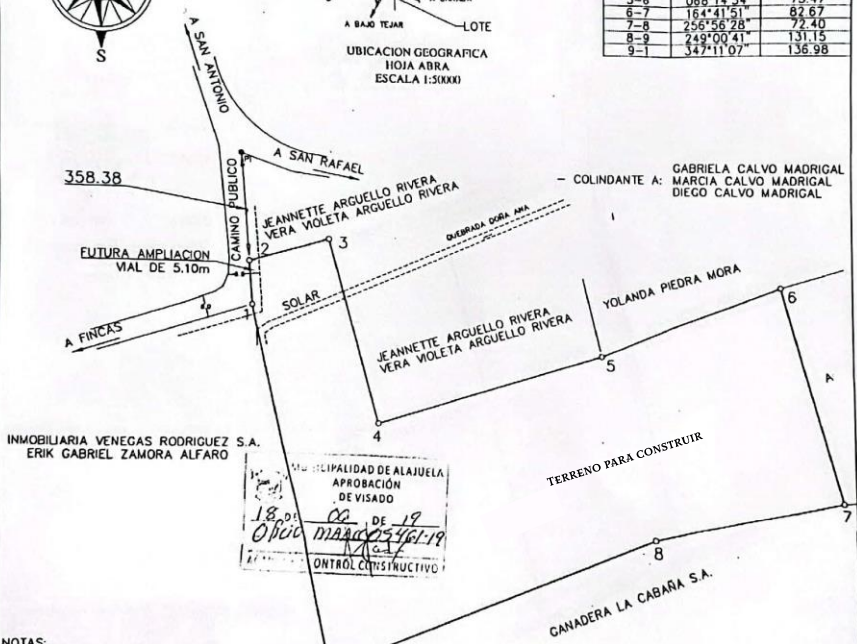 S
A BAJO TEJAR
LOTE
UBICACION GEOGRAFICA
HOJA ABRA
ESCALA 1:50000
6-7 164°41'51" 82.67
7-8 256°56'28" 72.40
8-9 249°00'41" 131.15
9-1 347°11'07" 136.98
A SAN ANTONIO
A SAN RAFAEL
CAMINO PUBLICO
358.38
JEANNETTE ARGUELLO RIVERA
VERA VIOLETA ARGUELLO RIVERA
- COLINDANTE A:
GABRIELA CALVO MADRIGAL
MARCIA CALVO MADRIGAL
DIEGO CALVO MADRIGAL
QUEBRADA DOÑA ANA
2
3
FUTURA AMPLIACION
VIAL DE 5.10m
SOLAR
1
A FINCAS
JEANNETTE ARGUELLO RIVERA
VERA VIOLETA ARGUELLO RIVERA
YOLANDA PIEDRA MORA
6
5
A
4
INMOBILIARIA VENEGAS RODRIGUEZ S.A.
ERIK GABRIEL ZAMORA ALFARO
TERRENO PARA CONSTRUIR
DE ALAJUELA
APROBACIÓN
DE VISADO
18 DE 06 DE 19
Oficio
CONSTRUCTIVO
7
8
GANADERA LA CABAÑA S.A.
NOTAS: